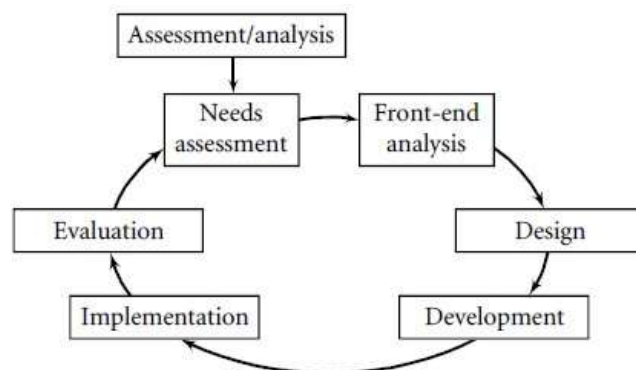 Assessment/analysis
Needs
assessment
Front-end
analysis
Evaluation
Design
Implementation
Development